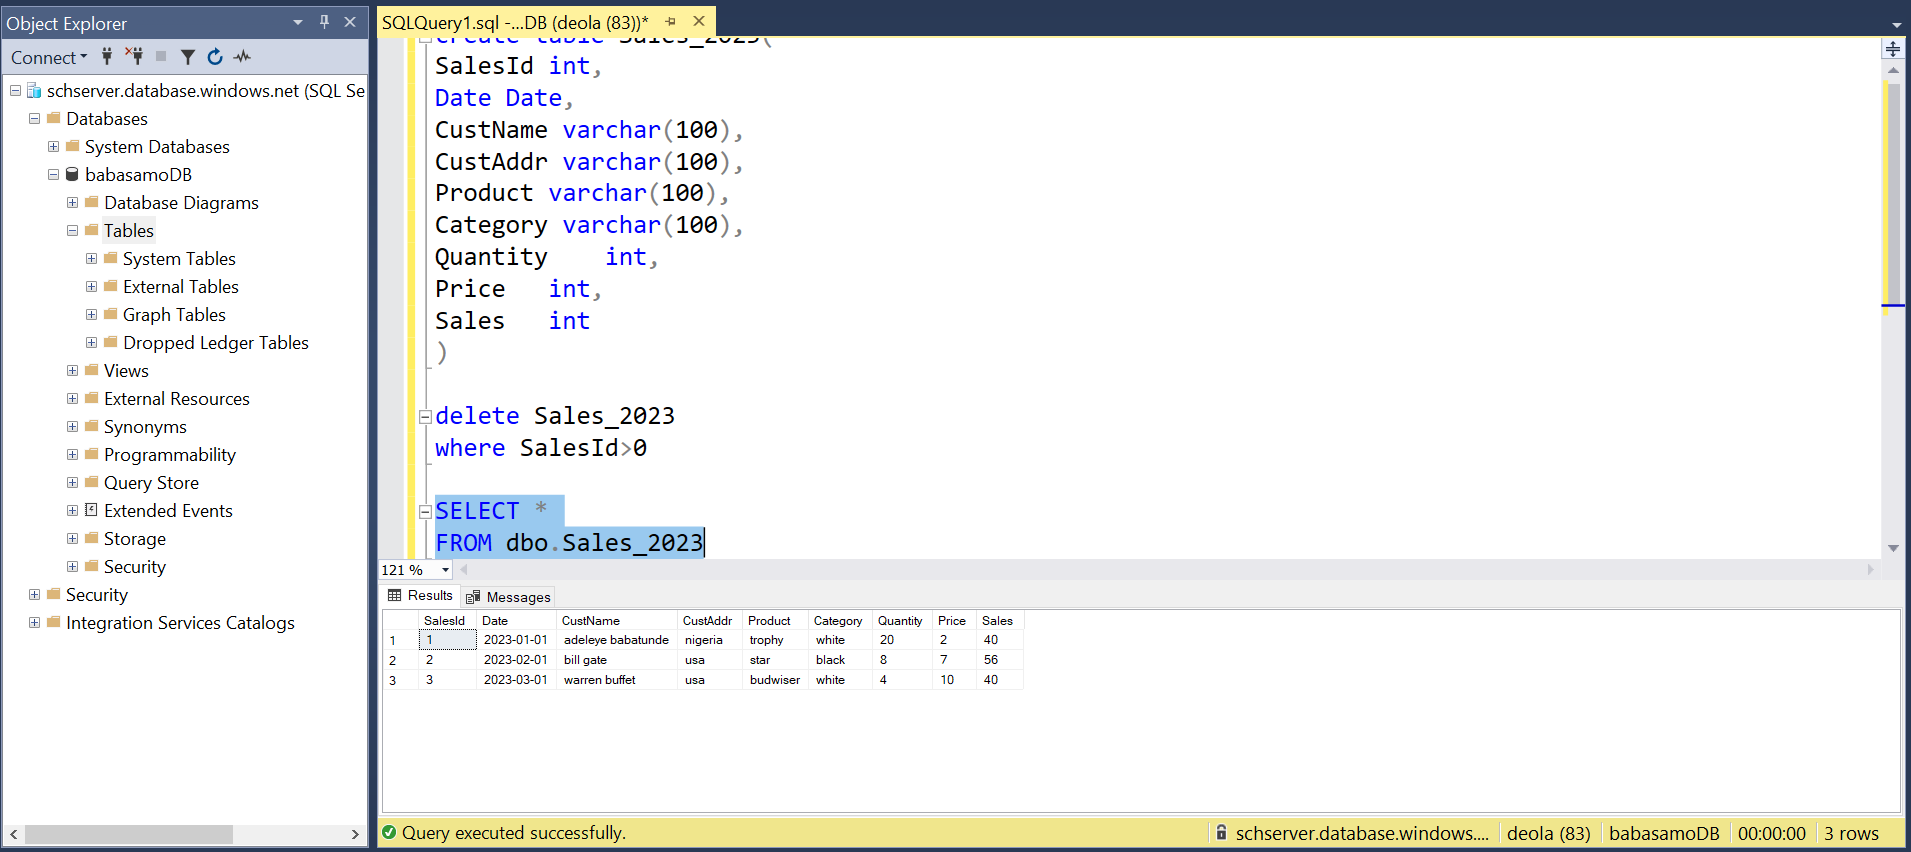 Object Explorer
Connect
schserver.database.windows.net (SQL Se
Databases
System Databases
babasamoDB
Database Diagrams
Tables
System Tables
External Tables
Graph Tables
Dropped Ledger Tables
Views
External Resources
Synonyms
Programmability
Query Store
Extended Events
Storage
Security
Security
Integration Services Catalogs
SQLQuery1.sql -...DB (deola (83))*
create table Sales_2023(
SalesId int,
Date Date,
CustName varchar(100),
CustAddr varchar(100),
Product varchar(100),
Category varchar(100),
Quantity int,
Price int,
Sales int
)
delete Sales_2023
where SalesId>0
SELECT *
FROM dbo.Sales_2023
121 %
Results Messages
SalesId Date CustName CustAddr Product Category Quantity Price Sales
1 1 2023-01-01 adeleye babatunde nigeria trophy white 20 2 40
2 2 2023-02-01 bill gate usa star black 8 7 56
3 3 2023-03-01 warren buffet usa budwiser white 4 10 40
Query executed successfully. schserver.database.windows.... deola (83) babasamoDB 00:00:00 3 rows